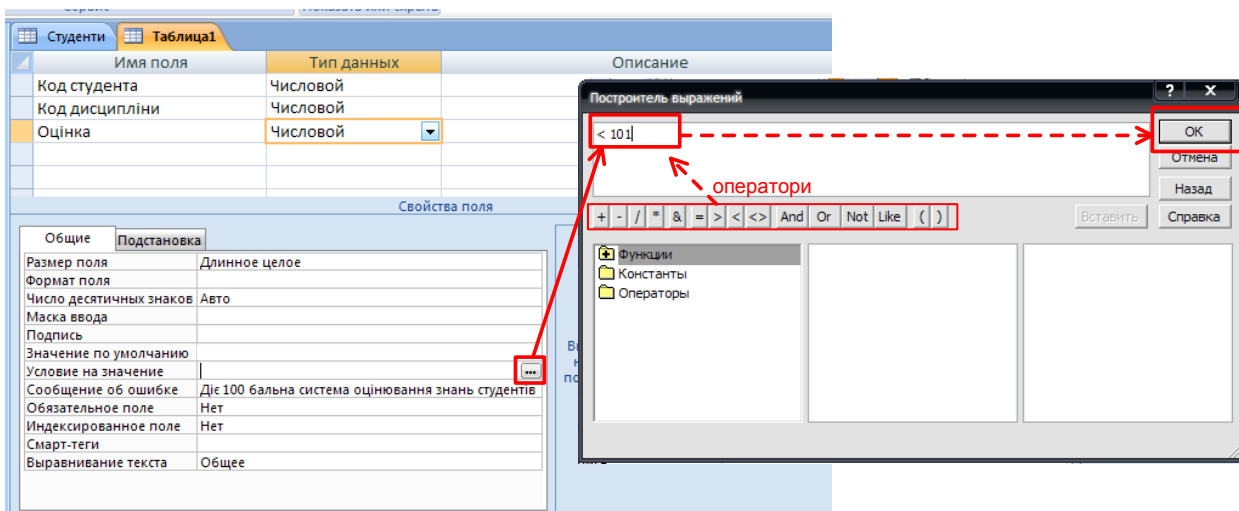 Студенти Таблица1
Имя поля Тип данных Описание
Код студента Числовой
Код дисципліни Числовой
Оцінка Числовой
Свойства поля
Общие Подстановка
Размер поля Длинное целое
Формат поля
Число десятичных знаков Авто
Маска ввода
Подпись
Значение по умолчанию
Условие на значение ...
Сообщение об ошибке Діє 100 бальна система оцінювання знань студентів
Обязательное поле Нет
Индексированное поле Нет
Смарт-теги
Выравнивание текста Общее
Построитель выражений ? X
< 101
OK
Отмена
Назад
оператори
+ - / * & = > < <> And Or Not Like ( ) Вставить Справка
Функции
Константы
Операторы